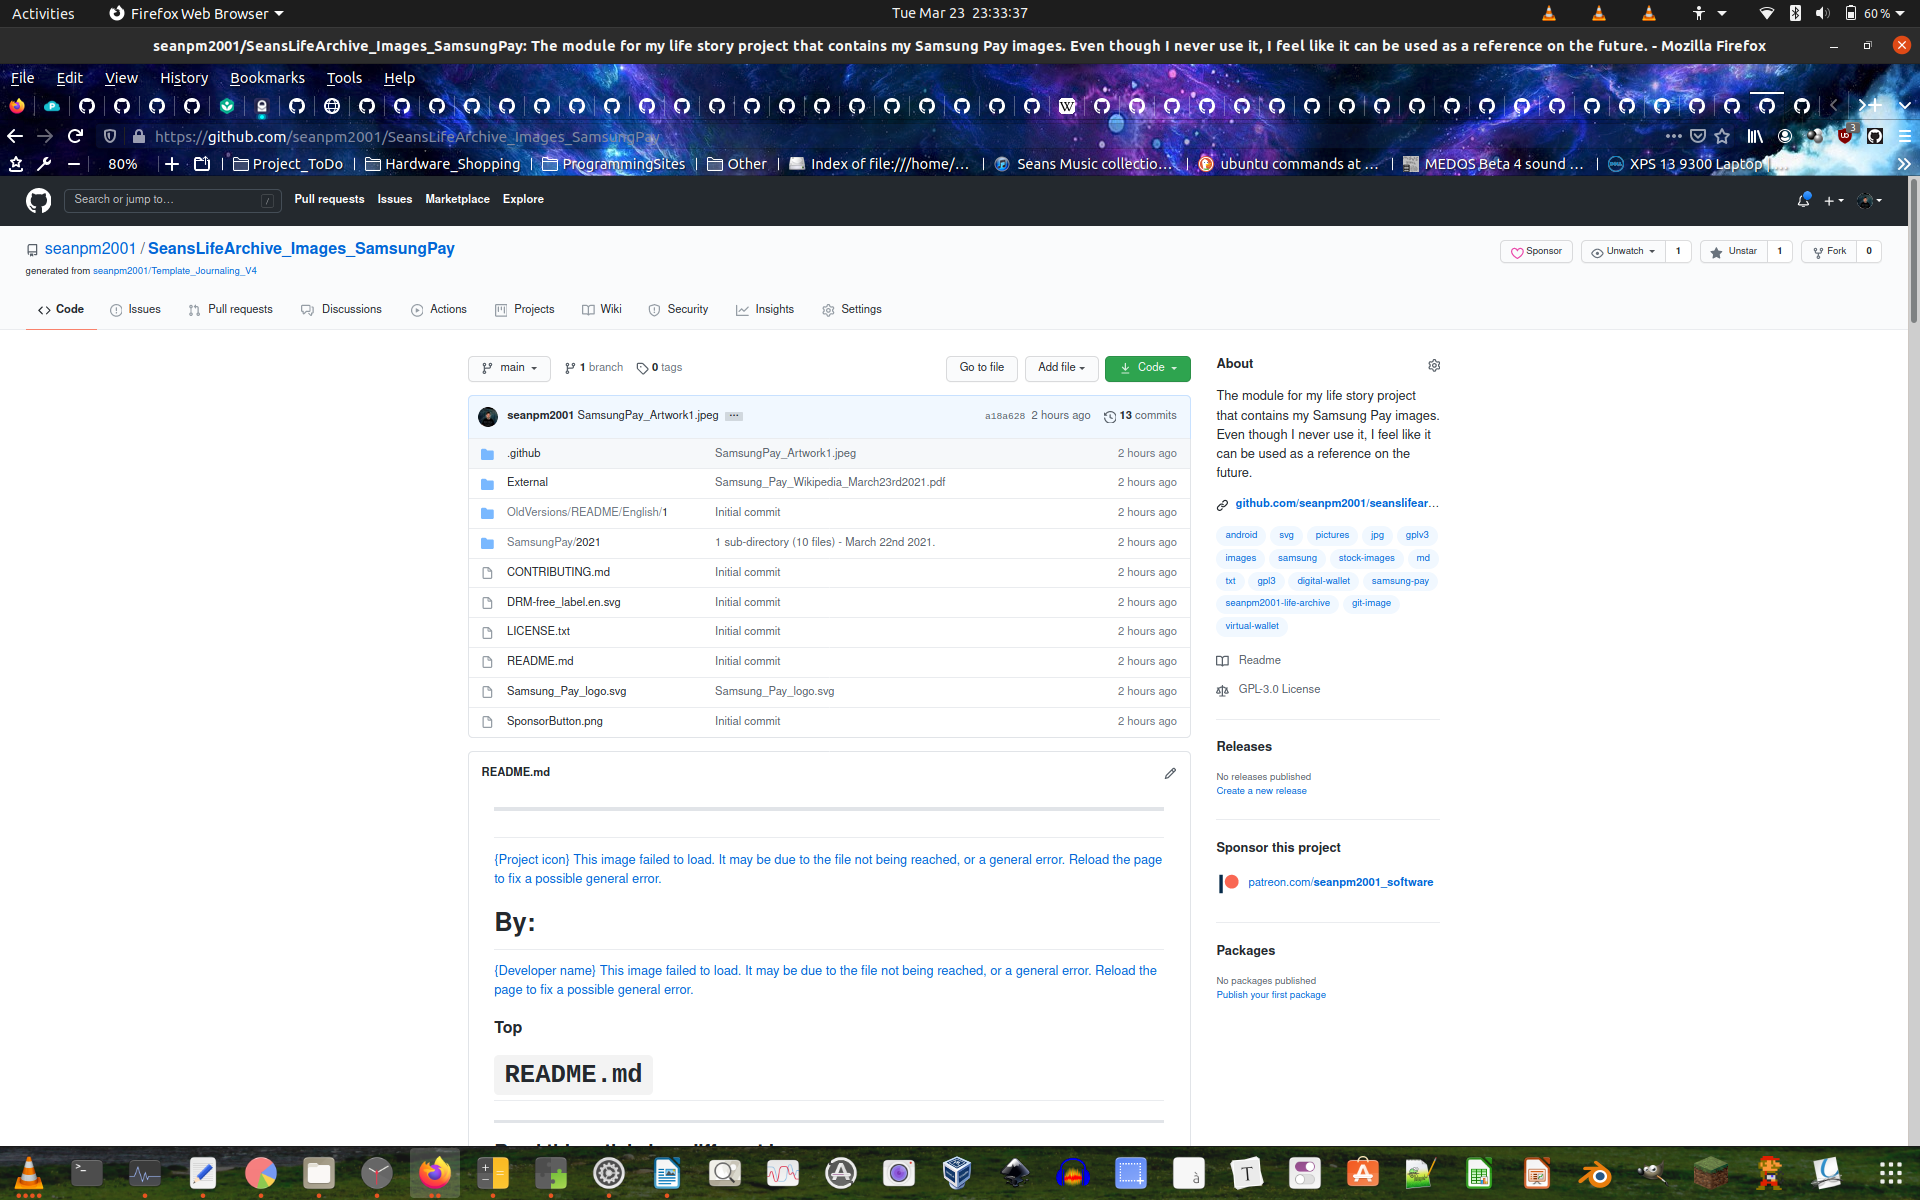 Activities
Firefox Web Browser
Tue Mar 23 23:33:37
60 %
seanpm2001/SeansLifeArchive_Images_SamsungPay: The module for my life story project that contains my Samsung Pay images. Even though I never use it, I feel like it can be used as a reference on the future. - Mozilla Firefox
File Edit View History Bookmarks Tools Help
https://github.com/seanpm2001/SeansLifeArchive_Images_SamsungPay
3
80%
Project_ToDo
Hardware_Shopping
ProgrammingSites
Other
Index of file:///home/…
Seans Music collectio…
ubuntu commands at …
MEDOS Beta 4 sound …
XPS 13 9300 Laptop
Search or jump to…
/
Pull requests Issues Marketplace Explore
seanpm2001 / SeansLifeArchive_Images_SamsungPay
generated from seanpm2001/Template_Journaling_V4
Sponsor
Unwatch 1
Unstar 1
Fork 0
Code
Issues
Pull requests
Discussions
Actions
Projects
Wiki
Security
Insights
Settings
main
1 branch
0 tags
Go to file
Add file
Code
seanpm2001 SamsungPay_Artwork1.jpeg
a18a628 2 hours ago
13 commits
.github SamsungPay_Artwork1.jpeg 2 hours ago
External Samsung_Pay_Wikipedia_March23rd2021.pdf 2 hours ago
OldVersions/README/English/1 Initial commit 2 hours ago
SamsungPay/2021 1 sub-directory (10 files) - March 22nd 2021. 2 hours ago
CONTRIBUTING.md Initial commit 2 hours ago
DRM-free_label.en.svg Initial commit 2 hours ago
LICENSE.txt Initial commit 2 hours ago
README.md Initial commit 2 hours ago
Samsung_Pay_logo.svg Samsung_Pay_logo.svg 2 hours ago
SponsorButton.png Initial commit 2 hours ago
README.md
{Project icon} This image failed to load. It may be due to the file not being reached, or a general error. Reload the page
to fix a possible general error.
By:
{Developer name} This image failed to load. It may be due to the file not being reached, or a general error. Reload the
page to fix a possible general error.
Top
README.md
About
The module for my life story project
that contains my Samsung Pay images.
Even though I never use it, I feel like it
can be used as a reference on the
future.
github.com/seanpm2001/seanslifear…
android svg pictures jpg gplv3
images samsung stock-images md
txt gpl3 digital-wallet samsung-pay
seanpm2001-life-archive git-image
virtual-wallet
Readme
GPL-3.0 License
Releases
No releases published
Create a new release
Sponsor this project
patreon.com/seanpm2001_software
Packages
No packages published
Publish your first package